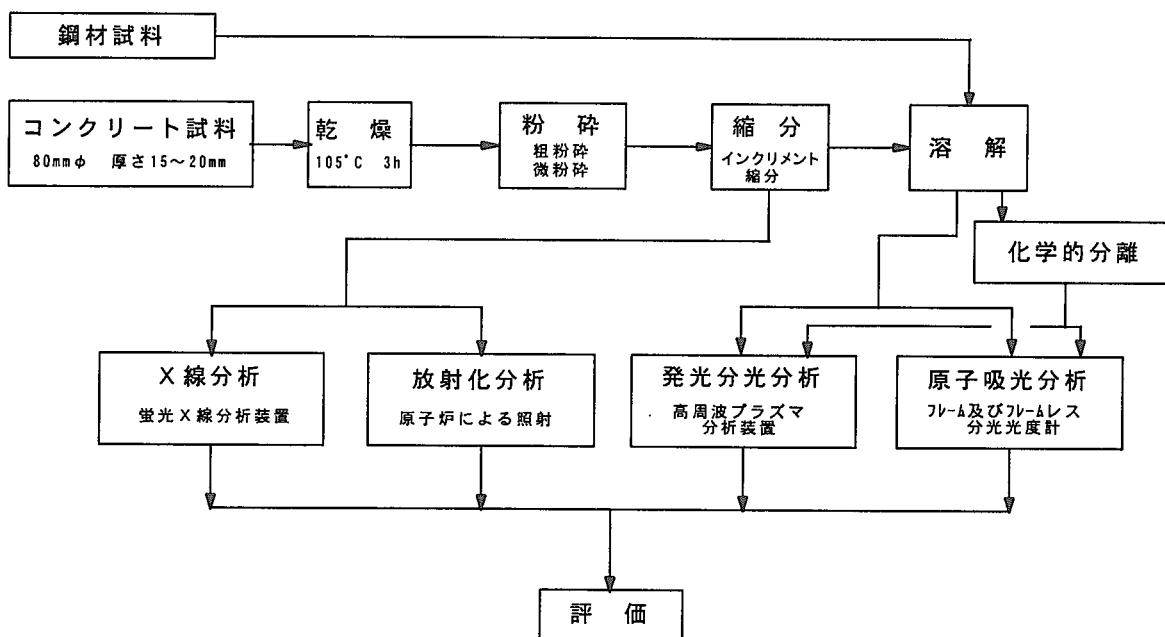 鋼材試料
コンクリート試料
80mmφ 厚さ15~20mm
乾燥
105°C 3h
粉砕
粗粉砕
微粉砕
縮分
インクリメント
縮分
溶解
化学的分離
X線分析
蛍光X線分析装置
放射化分析
原子炉による照射
発光分光分析
高周波プラズマ
分析装置
原子吸光分析
フレーム及びフレームレス
分光光度計
評価